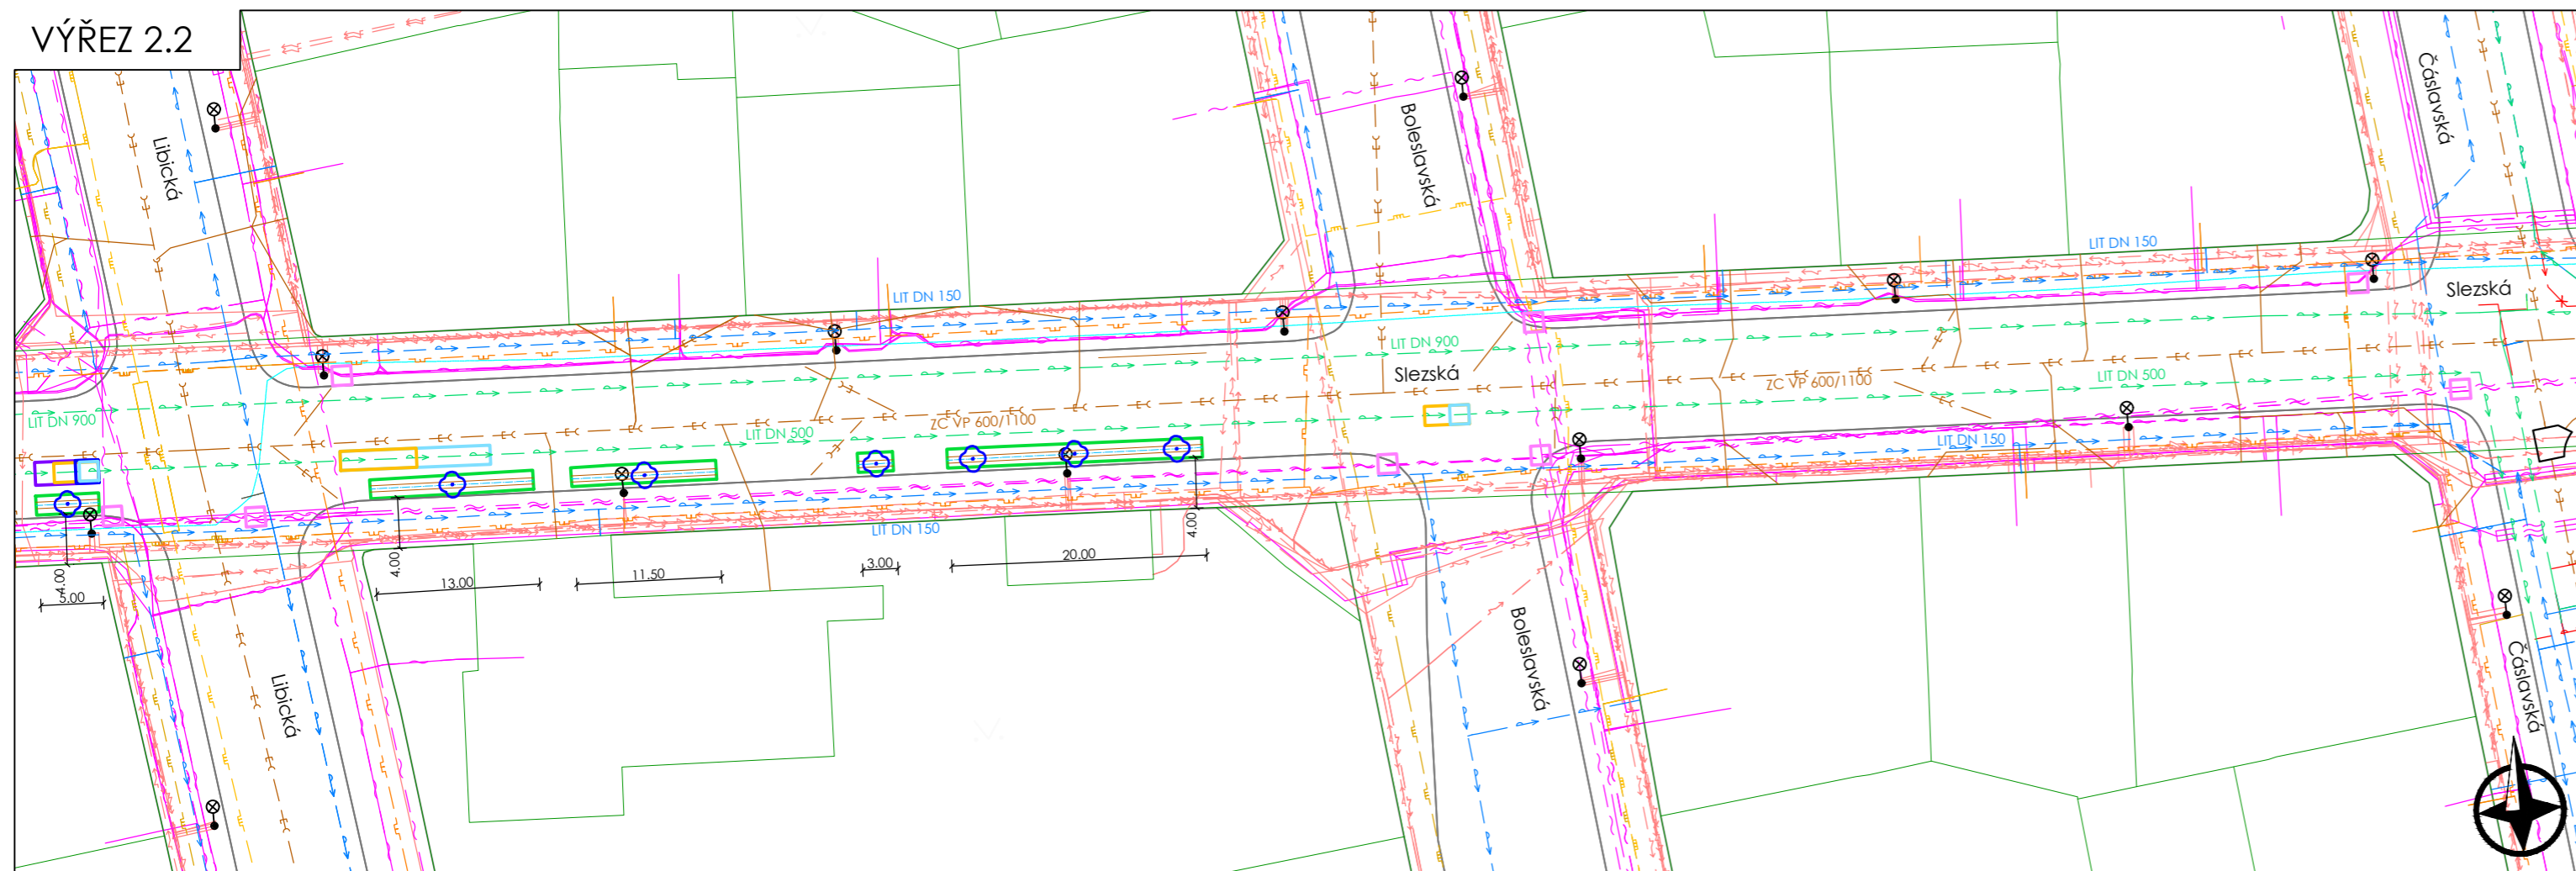 VÝŘEZ 2.2
Libická
Boleslavská
Čáslavská
LIT DN 150
LIT DN 150
Slezská
LIT DN 900
Slezská
ZC VP 600/1100
LIT DN 500
LIT DN 900
LIT DN 500
ZC VP 600/1100
LIT DN 150
LIT DN 150
4.00
4.00
4.00
5.00
13.00
11.50
3.00
20.00
Libická
Boleslavská
Čáslavská